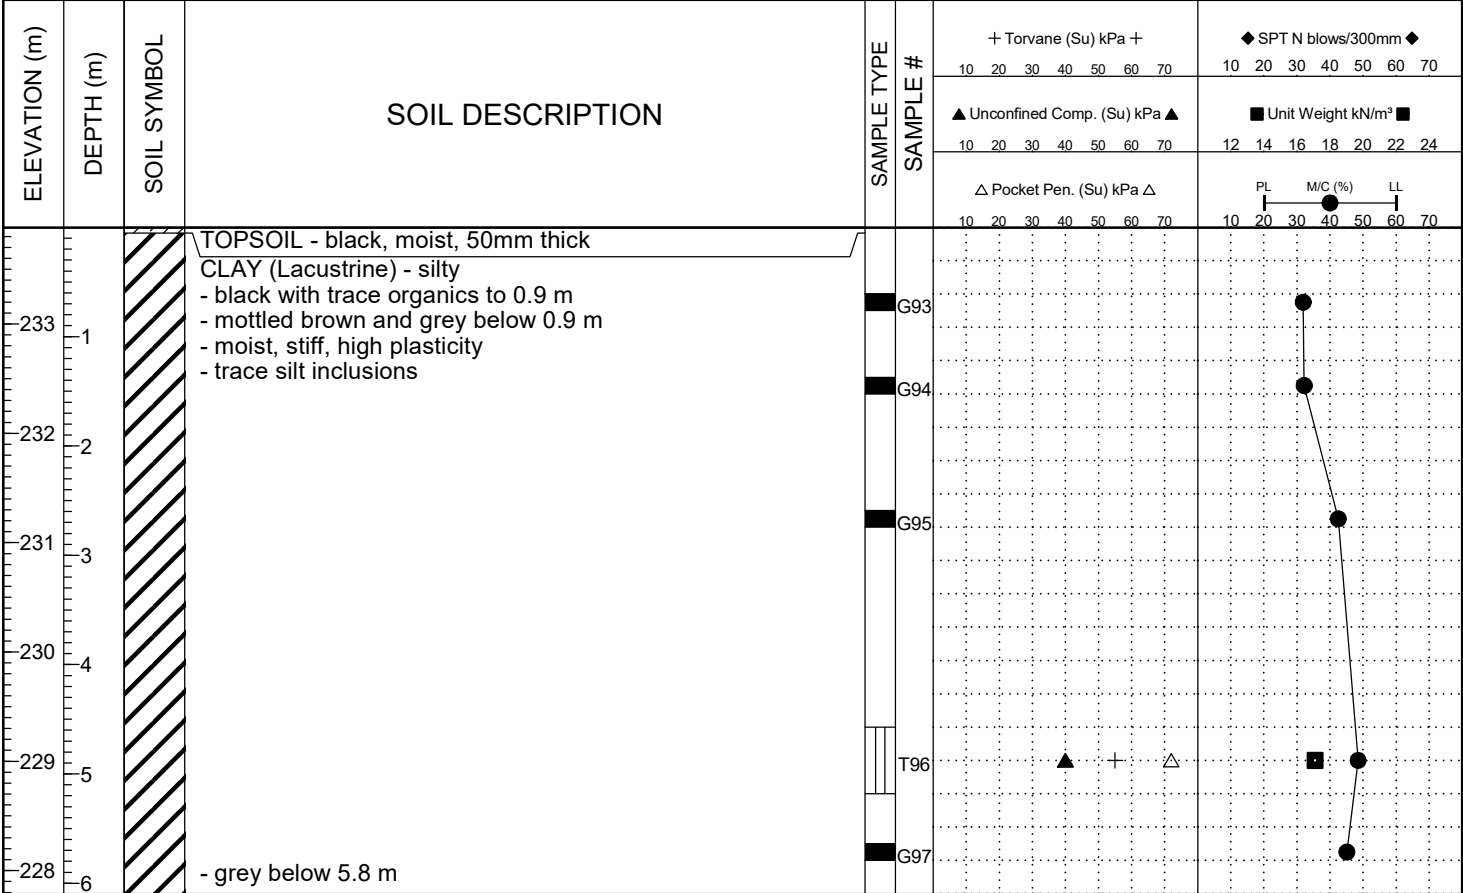 ELEVATION (m)
DEPTH (m)
SOIL SYMBOL
SOIL DESCRIPTION
SAMPLE TYPE
SAMPLE #
+ Torvane (Su) kPa +
10 20 30 40 50 60 70
▲ Unconfined Comp. (Su) kPa ▲
10 20 30 40 50 60 70
△ Pocket Pen. (Su) kPa △
10 20 30 40 50 60 70
◆ SPT N blows/300mm ◆
10 20 30 40 50 60 70
■ Unit Weight kN/m³ ■
12 14 16 18 20 22 24
PL M/C (%) LL
10 20 30 40 50 60 70
TOPSOIL - black, moist, 50mm thick
CLAY (Lacustrine) - silty
- black with trace organics to 0.9 m
- mottled brown and grey below 0.9 m
- moist, stiff, high plasticity
- trace silt inclusions
- grey below 5.8 m
233
232
231
230
229
228
1
2
3
4
5
6
G93
G94
G95
T96
G97